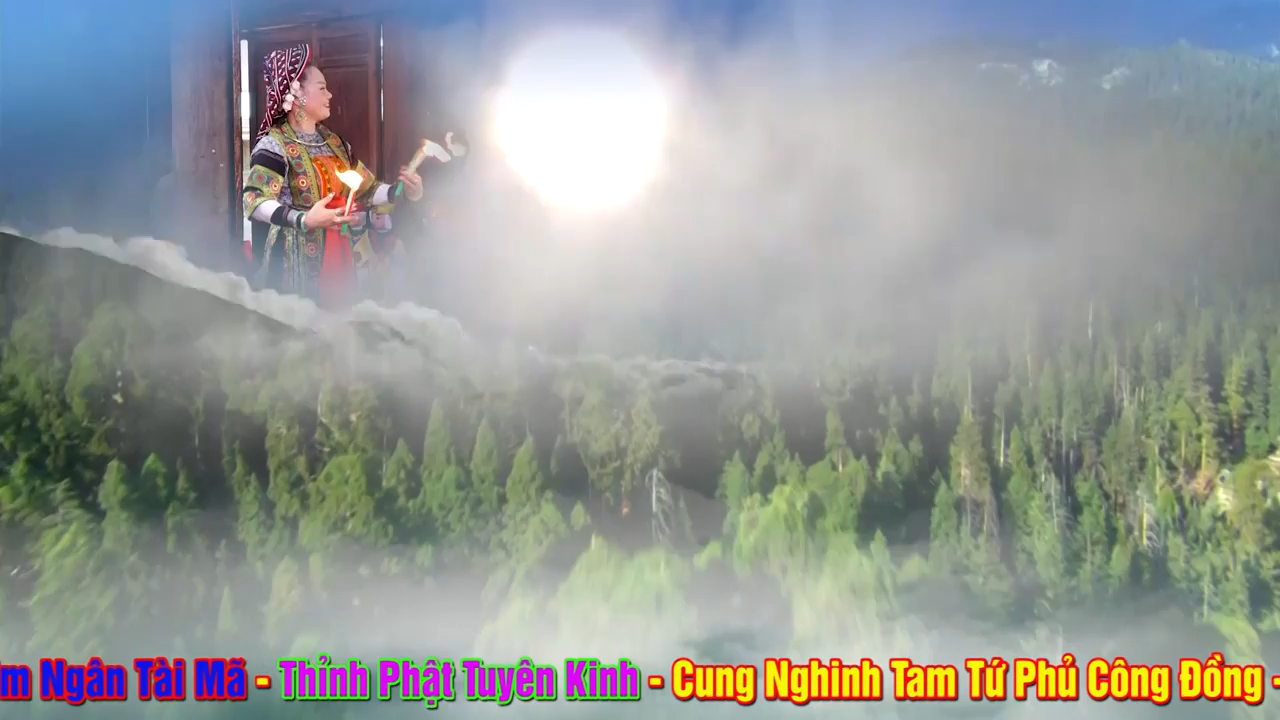 Ngân Tài Mã - Thỉnh Phật Tuyên Kinh - Cung Nghinh Tam Tứ Phủ Công Đồng -